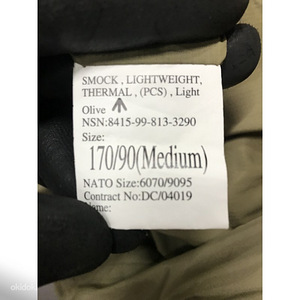 SMOCK , LIGHTWEIGHT,
THERMAL , (PCS) , Light
Olive
NSN:8415-99-813-3290
Size:
170/90(Medium)
NATO Size:6070/9095
Contract No:DC/04019
Name: